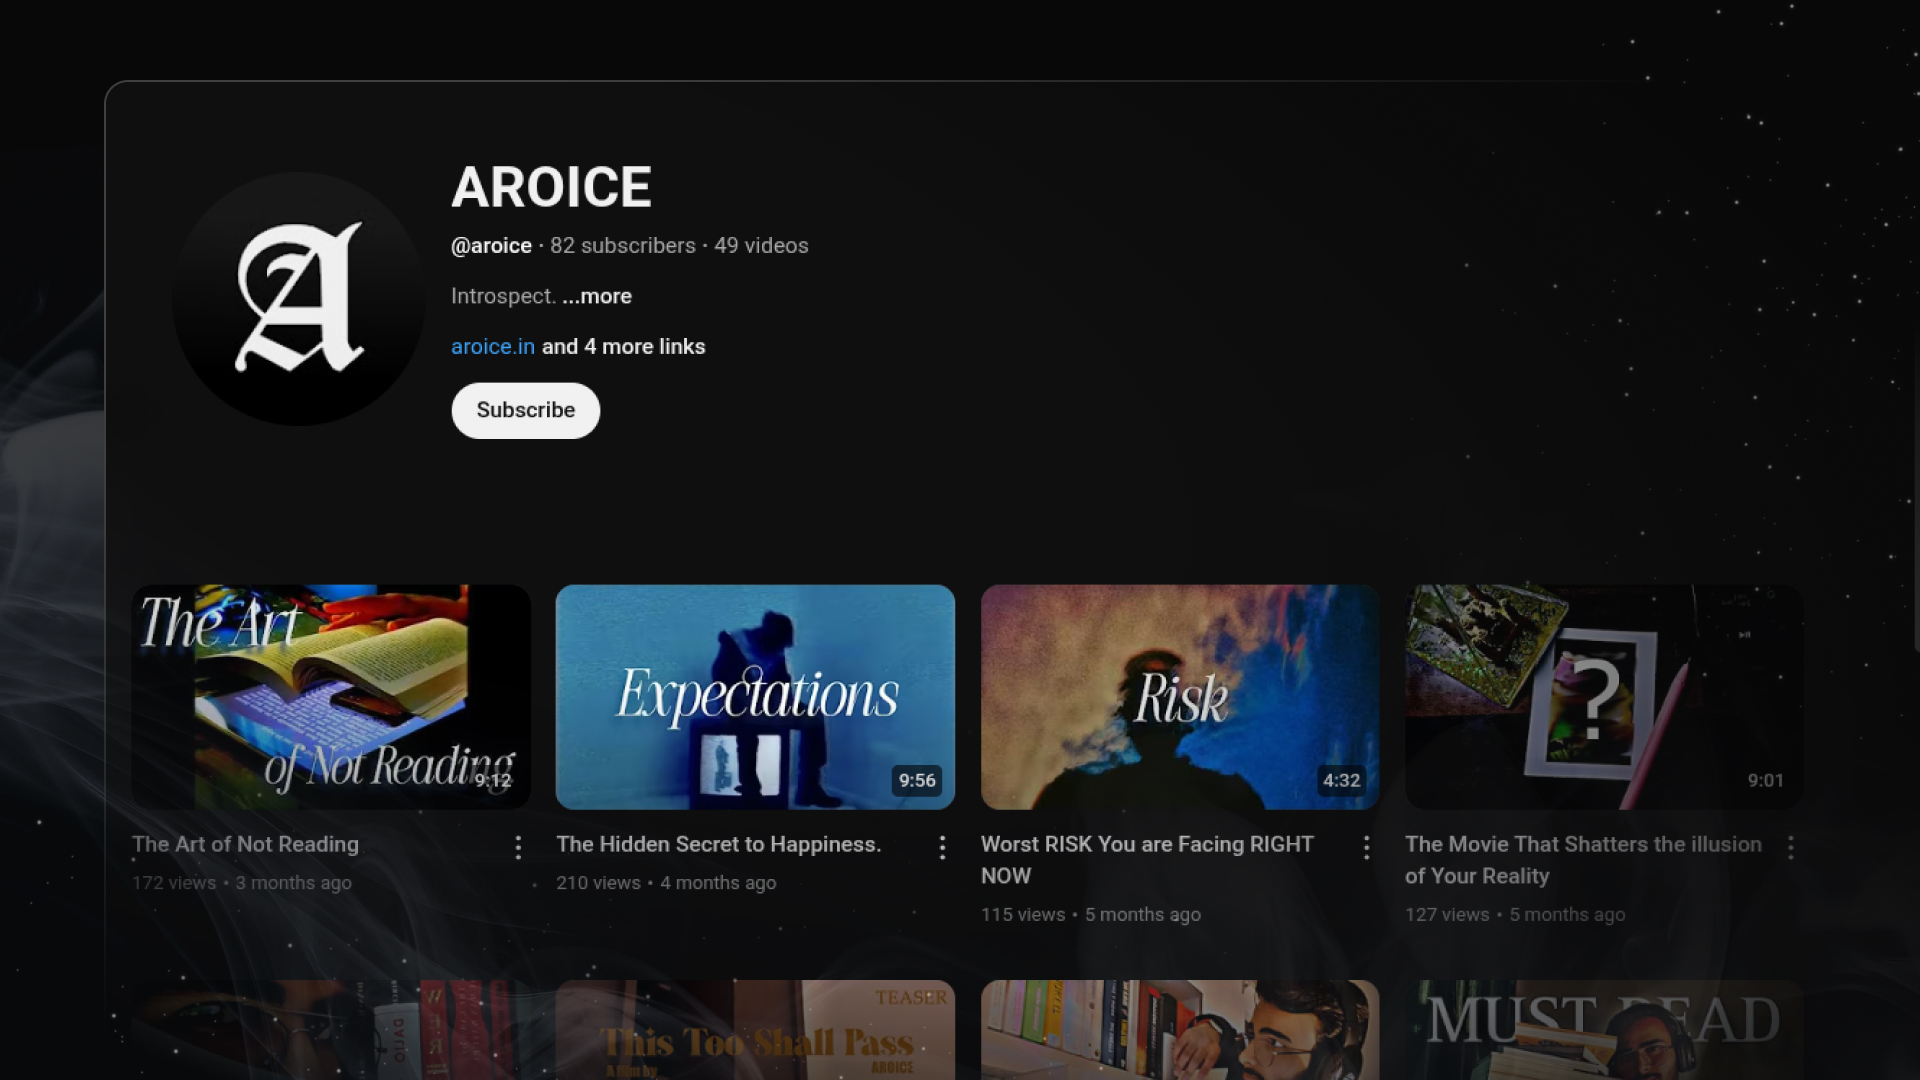 A
AROICE
@aroice · 82 subscribers · 49 videos
Introspect. ...more
aroice.in and 4 more links
Subscribe
The Art
of Not Reading
9:12
Expectations
9:56
Risk
4:32
?
9:01
The Art of Not Reading
172 views • 3 months ago
The Hidden Secret to Happiness.
210 views • 4 months ago
Worst RISK You are Facing RIGHT
NOW
115 views • 5 months ago
The Movie That Shatters the illusion
of Your Reality
127 views • 5 months ago
TEASER
This Too Shall Pass
A film by
AROICE
MUST READ